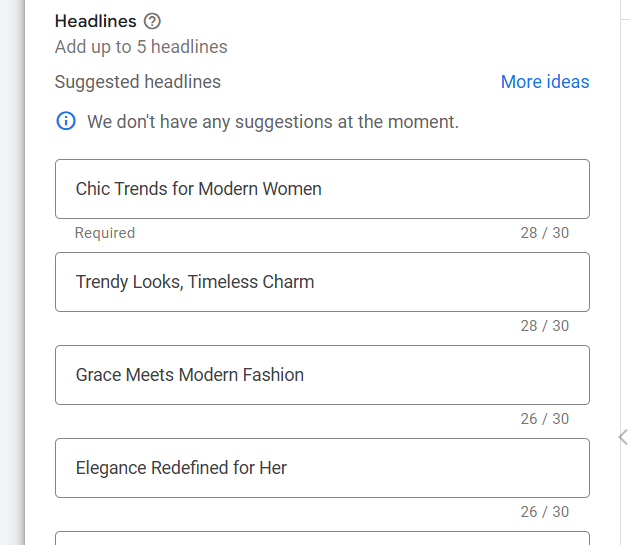 Headlines
Add up to 5 headlines
Suggested headlines More ideas
We don't have any suggestions at the moment.
Chic Trends for Modern Women
Required 28 / 30
Trendy Looks, Timeless Charm
28 / 30
Grace Meets Modern Fashion
26 / 30
Elegance Redefined for Her
26 / 30